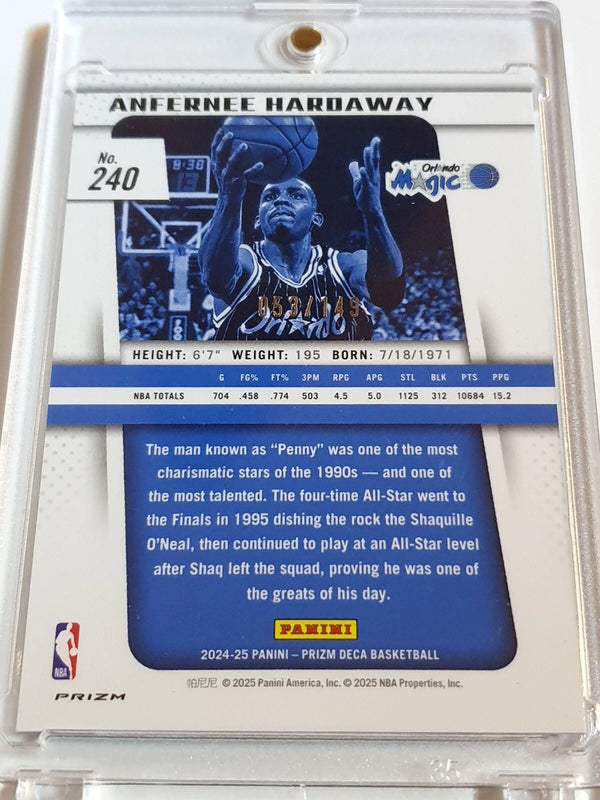 ANFERNEE HARDAWAY
No.
240
8:38
13
Orlando
Magic
053/149
Orlando
HEIGHT: 6'7" WEIGHT: 195 BORN: 7/18/1971
G FG% FT% 3PM RPG APG STL BLK PTS PPG
NBA TOTALS 704 .458 .774 503 4.5 5.0 1125 312 10684 15.2
The man known as “Penny” was one of the most
charismatic stars of the 1990s — and one of
the most talented. The four-time All-Star went to
the Finals in 1995 dishing the rock the Shaquille
O’Neal, then continued to play at an All-Star level
after Shaq left the squad, proving he was one of
the greats of his day.
PANINI
2024-25 PANINI – PRIZM DECA BASKETBALL
NBA
帕尼尼 © 2025 Panini America, Inc. © 2025 NBA Properties, Inc.
PRIZM
35